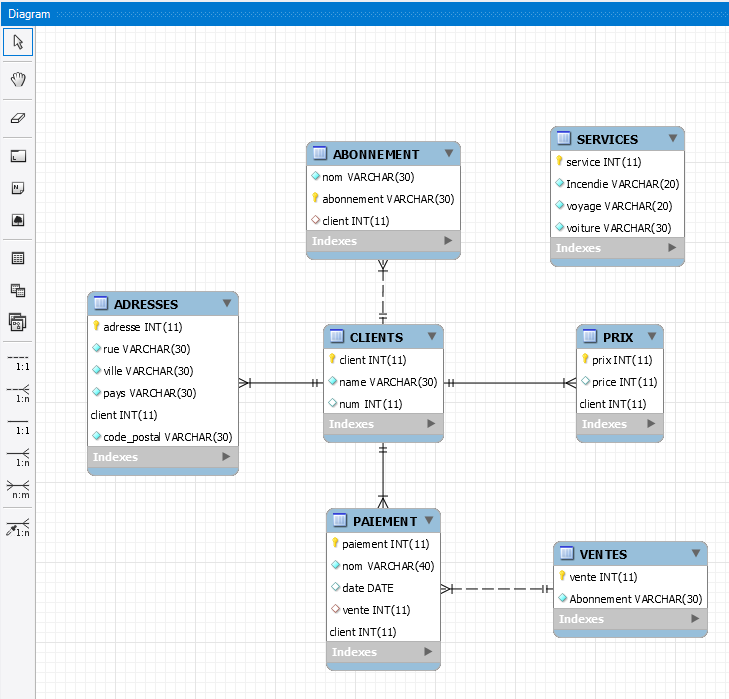 Diagram
ABONNEMENT
nom VARCHAR(30)
abonnement VARCHAR(30)
client INT(11)
Indexes
SERVICES
service INT(11)
Incendie VARCHAR(20)
voyage VARCHAR(20)
voiture VARCHAR(30)
Indexes
ADRESSES
adresse INT(11)
rue VARCHAR(30)
ville VARCHAR(30)
pays VARCHAR(30)
client INT(11)
code_postal VARCHAR(30)
Indexes
CLIENTS
client INT(11)
name VARCHAR(30)
num INT(11)
Indexes
PRIX
prix INT(11)
price INT(11)
client INT(11)
Indexes
PAIEMENT
paiement INT(11)
nom VARCHAR(40)
date DATE
vente INT(11)
client INT(11)
Indexes
VENTES
vente INT(11)
Abonnement VARCHAR(30)
Indexes
1:1
1:n
1:1
1:n
n:m
1:n